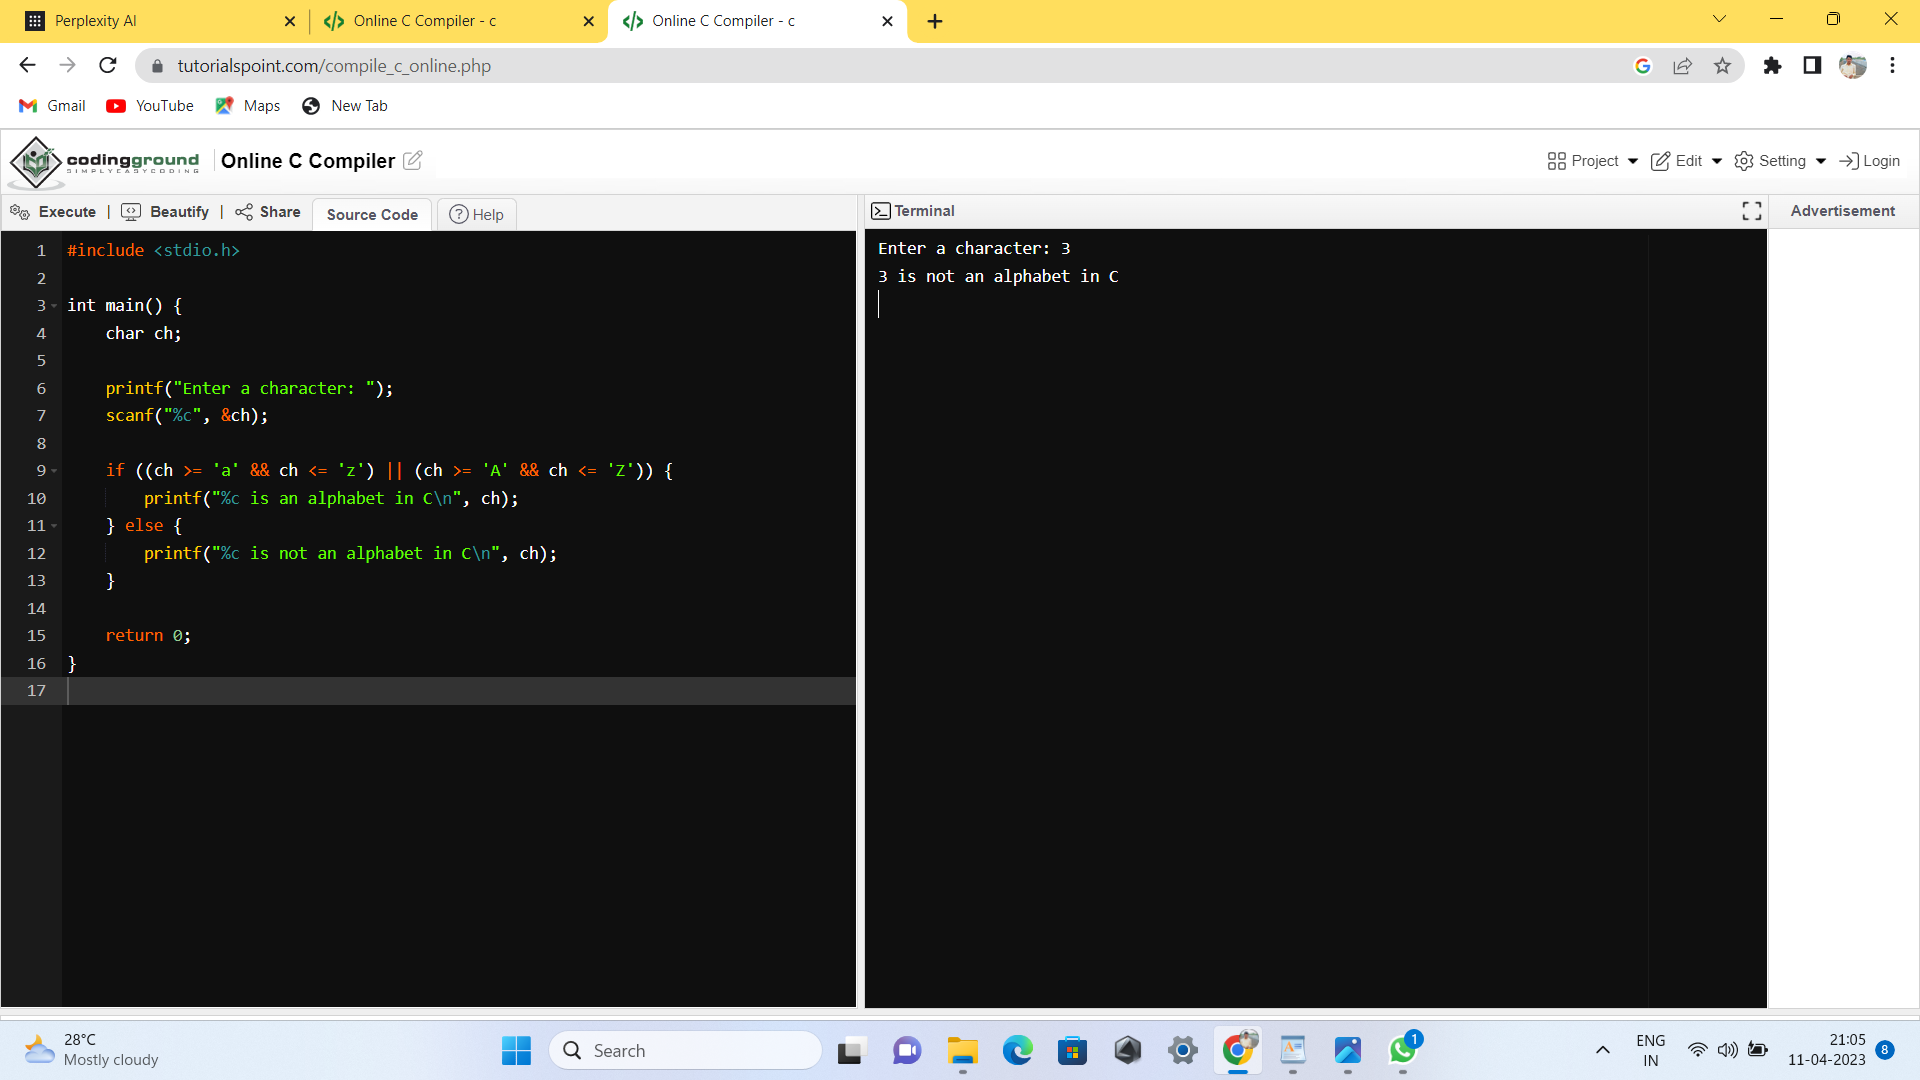 Perplexity AI
Online C Compiler - c
Online C Compiler - c
tutorialspoint.com/compile_c_online.php
Gmail
YouTube
Maps
New Tab
codingground
SIMPLYEASYCODING
Online C Compiler
Project
Edit
Setting
Login
Execute | Beautify | Share
Source Code
Help
Terminal
Advertisement
1 #include <stdio.h>
2
3 int main() {
4     char ch;
5
6     printf("Enter a character: ");
7     scanf("%c", &ch);
8
9     if ((ch >= 'a' && ch <= 'z') || (ch >= 'A' && ch <= 'Z')) {
10         printf("%c is an alphabet in C\n", ch);
11     } else {
12         printf("%c is not an alphabet in C\n", ch);
13     }
14
15     return 0;
16 }
17
Enter a character: 3
3 is not an alphabet in C
28°C
Mostly cloudy
Search
1
ENG
IN
21:05
11-04-2023
8